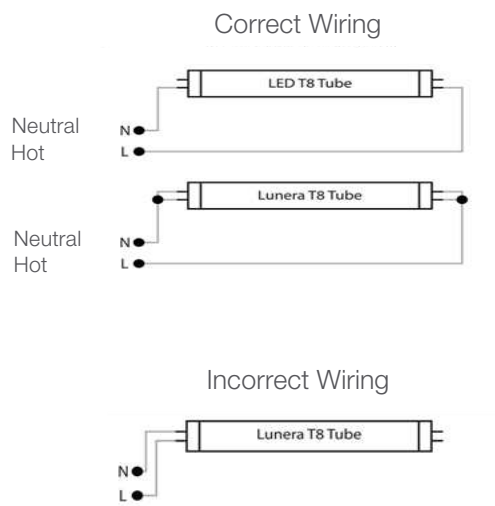 Correct Wiring
LED T8 Tube
Neutral N
Hot L
Lunera T8 Tube
Neutral N
Hot L
Incorrect Wiring
Lunera T8 Tube
N
L